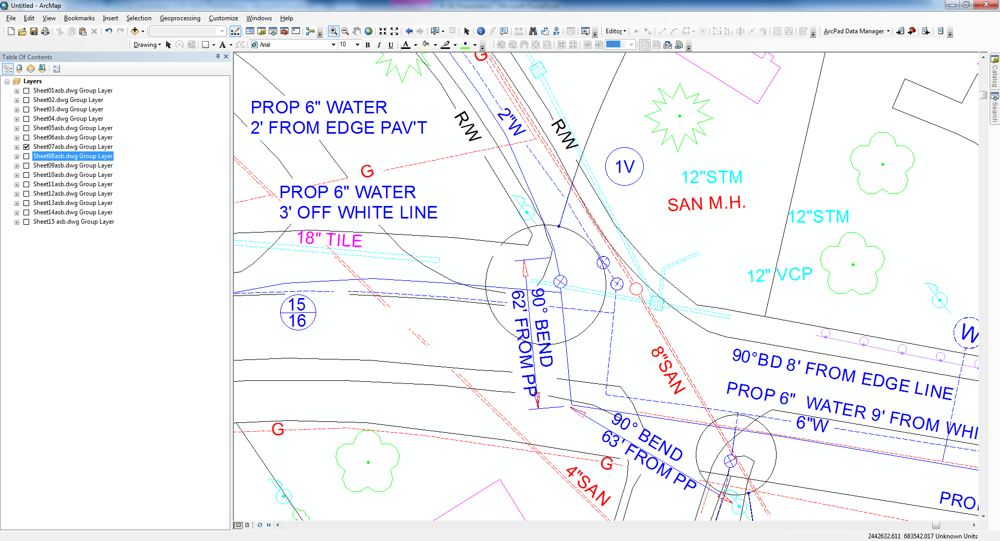 Untitled - ArcMap
File Edit View Bookmarks Insert Selection Geoprocessing Customize Windows Help
Editor
ArcPad Data Manager
Drawing
A
Arial
10
B I U A
100%
Table Of Contents
Layers
Sheet01asb.dwg Group Layer
Sheet02.dwg Group Layer
Sheet03.dwg Group Layer
Sheet04.dwg Group Layer
Sheet05asb.dwg Group Layer
Sheet06asb.dwg Group Layer
Sheet07asb.dwg Group Layer
Sheet08asb.dwg Group Layer
Sheet09asb.dwg Group Layer
Sheet10asb.dwg Group Layer
Sheet11asb.dwg Group Layer
Sheet12asb.dwg Group Layer
Sheet13asb.dwg Group Layer
Sheet14asb.dwg Group Layer
Sheet15 asb.dwg Group Layer
Catalog
Search
G
PROP 6" WATER
2' FROM EDGE PAV'T
R/W
2"W
R/W
G
1V
12"STM
SAN M.H.
PROP 6" WATER
3' OFF WHITE LINE
12"STM
18" TILE
12" VCP
15
16
90° BEND
62' FROM PP
W
8"SAN
90°BD 8' FROM EDGE LINE
PROP 6" WATER 9' FROM WHI
6"W
G
90° BEND
63' FROM PP
G
4"SAN
PRO
2442632.611 683542.017 Unknown Units